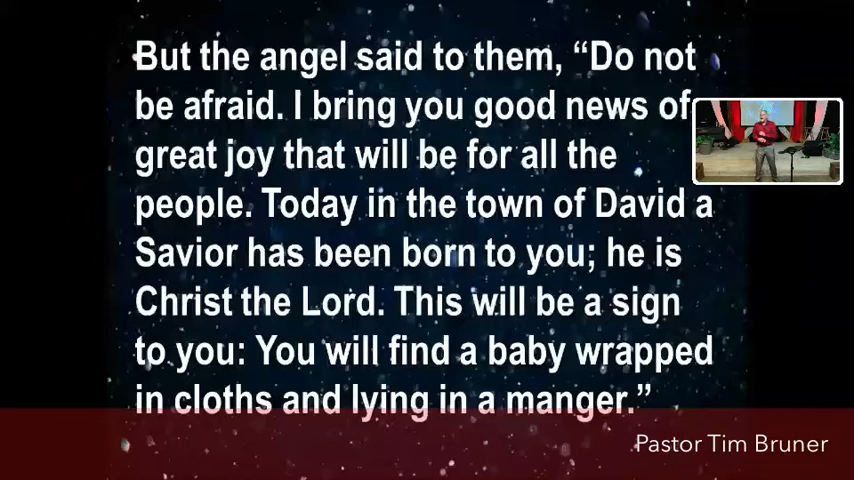 But the angel said to them, “Do not
be afraid. I bring you good news of
great joy that will be for all the
people. Today in the town of David a
Savior has been born to you; he is
Christ the Lord. This will be a sign
to you: You will find a baby wrapped
in cloths and lying in a manger.”
Pastor Tim Bruner